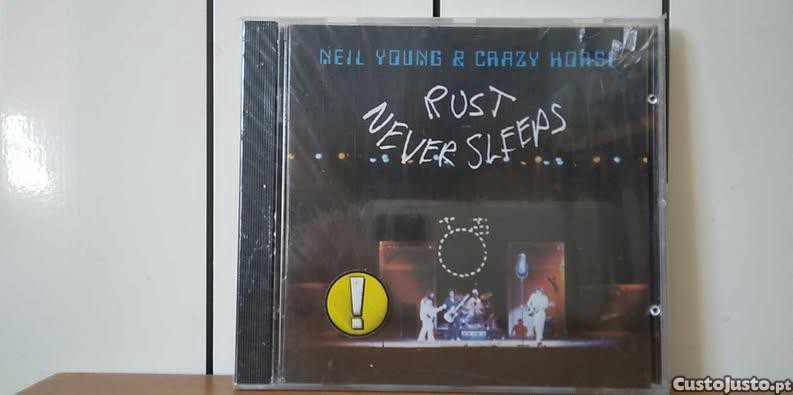 NEIL YOUNG & CRAZY HORSE
RUST
NEVER SLEEPS
!
CustoJusto.pt